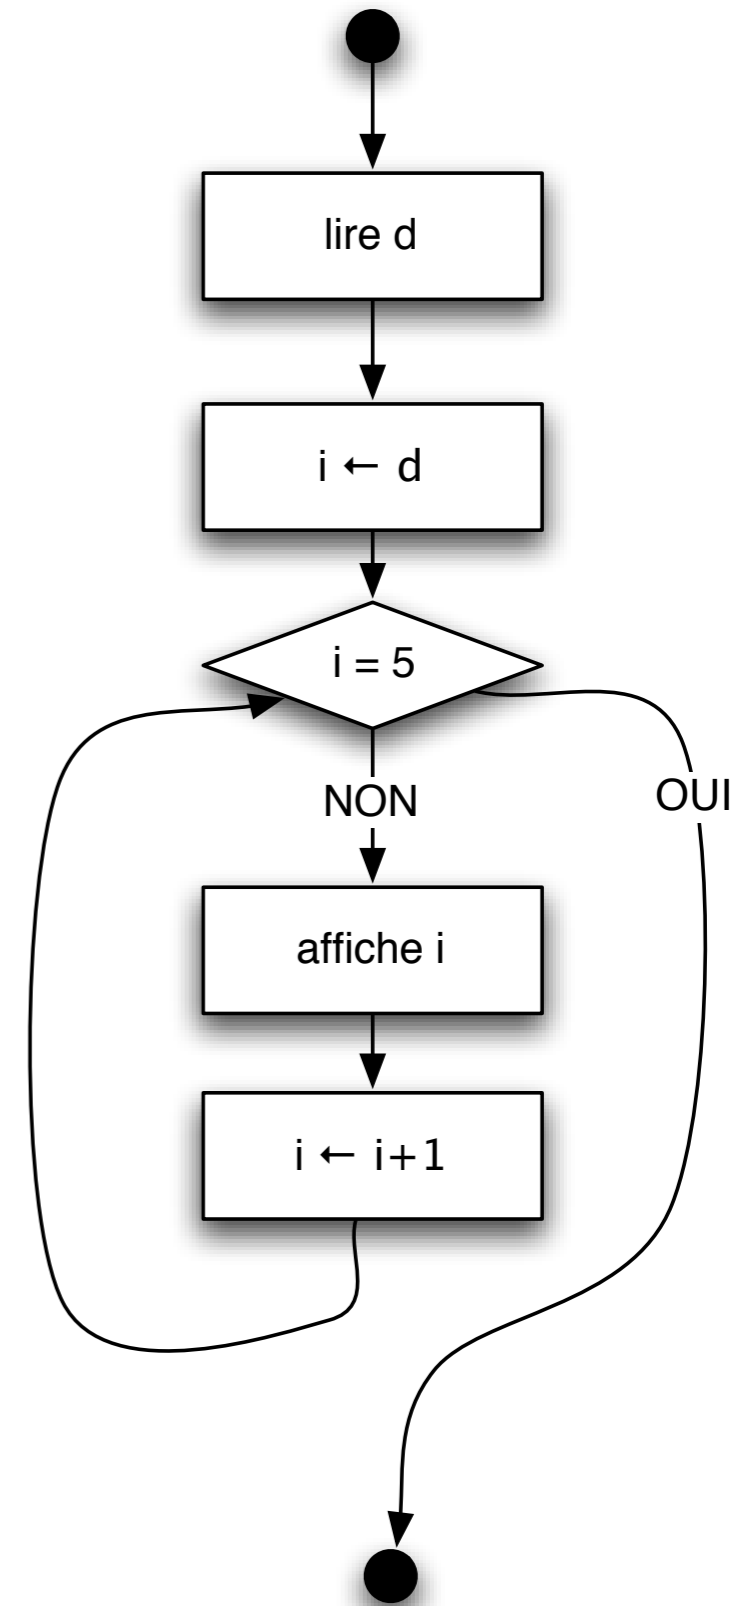 lire d
i ← d
i = 5
NON
OUI
affiche i
i ← i+1